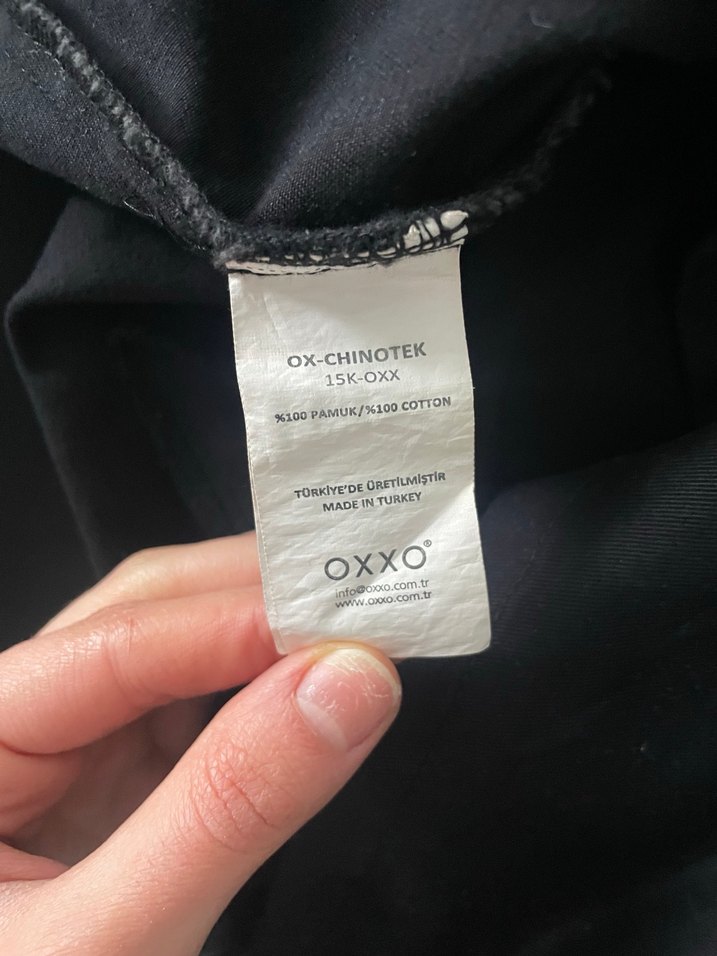 OX-CHINOTEK
15K-OXX
%100 PAMUK/%100 COTTON
TÜRKİYE'DE ÜRETİLMİŞTİR
MADE IN TURKEY
OXXO®
info@oxxo.com.tr
www.oxxo.com.tr